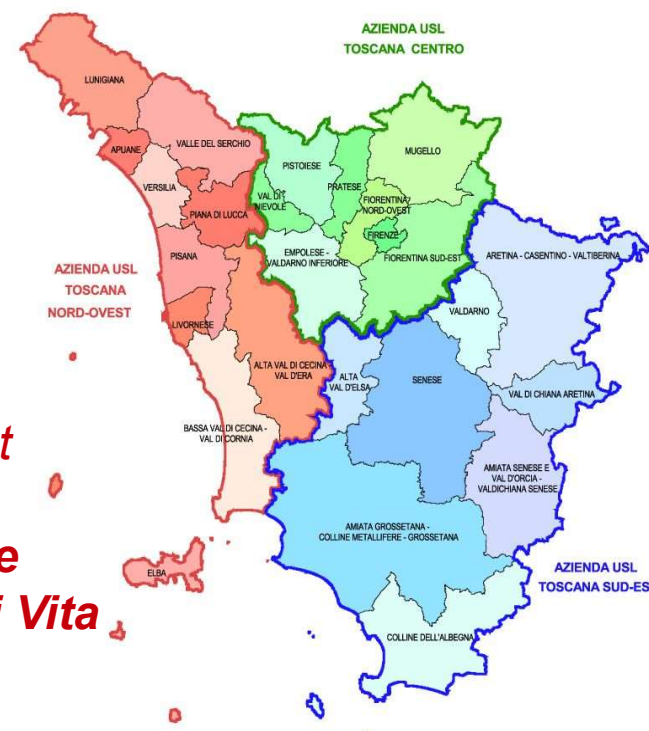 AZIENDA USL
TOSCANA CENTRO
LUNIGIANA
APUANE
VALLE DEL SERCHIO
VERSILIA
PIANA DI LUCCA
PISTOIESE
VAL DI
NIEVOLE
PRATESE
MUGELLO
FIORENTINA
NORD-OVEST
FIRENZE
EMPOLESE -
VALDARNO INFERIORE
FIORENTINA SUD-EST
PISANA
AZIENDA USL
TOSCANA
NORD-OVEST
LIVORNESE
ARETINA - CASENTINO - VALTIBERINA
VALDARNO
ALTA VAL DI CECINA
VAL D'ERA
ALTA
VAL D'ELSA
SENESE
VAL DI CHIANA ARETINA
BASSA VAL DI CECINA -
VAL DI CORNIA
t
AMIATA SENESE E
VAL D'ORCIA -
VALDICHIANA SENESE
AMIATA GROSSETANA -
COLLINE METALLIFERE - GROSSETANA
e
i Vita
ELBA
AZIENDA USL
TOSCANA SUD-ES
COLLINE DELL'ALBEGNA